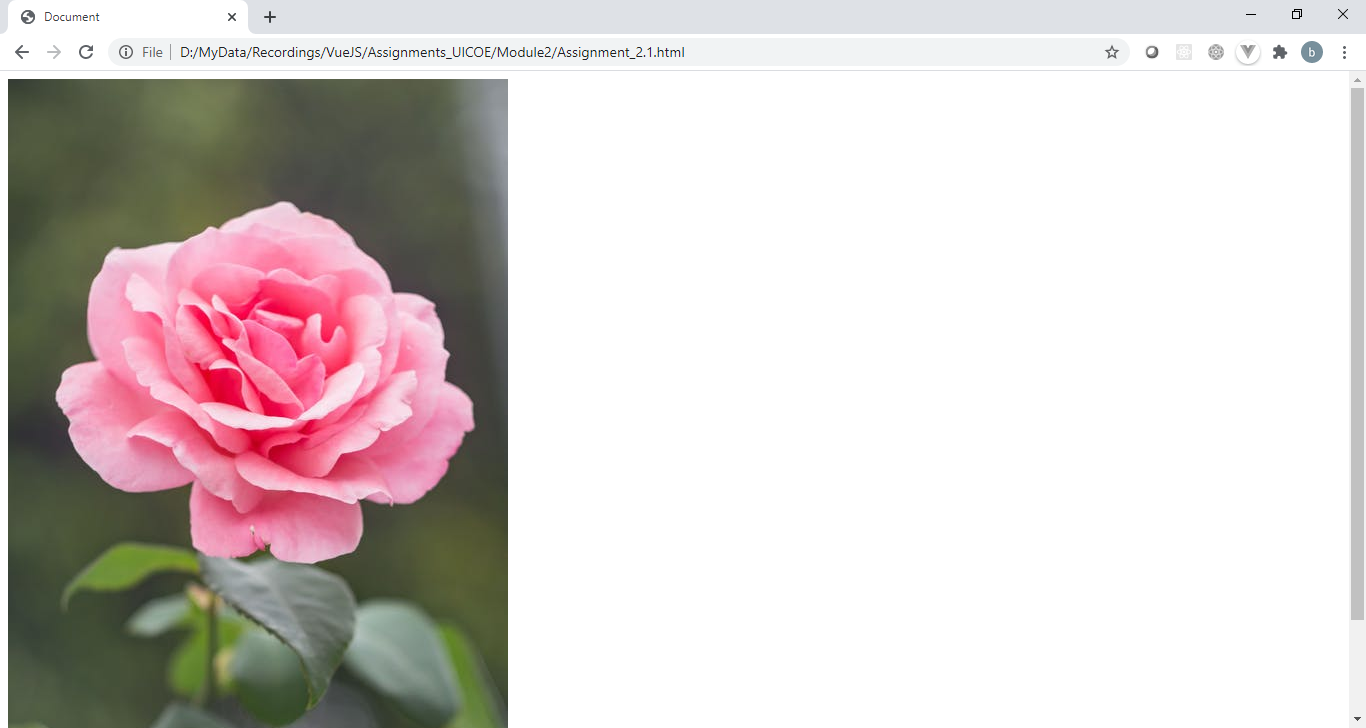 Document
File D:/MyData/Recordings/VueJS/Assignments_UICOE/Module2/Assignment_2.1.html
b